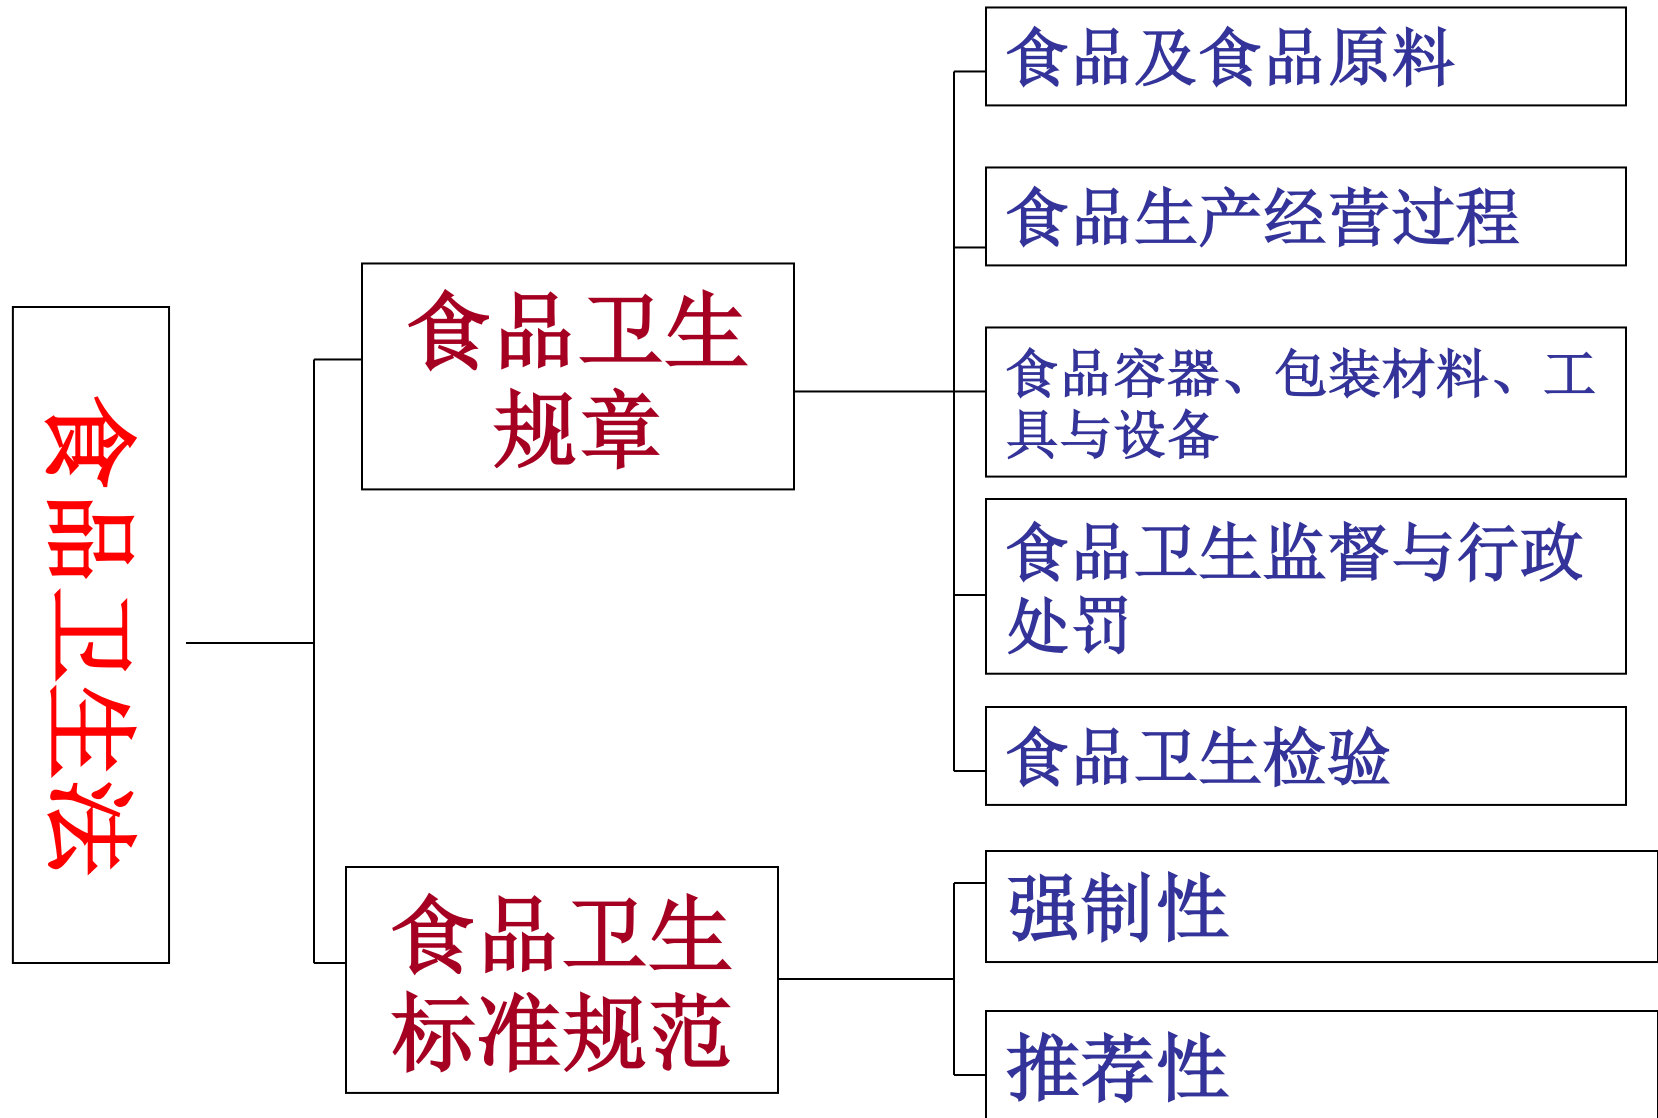 食品卫生法
食品卫生
规章
食品及食品原料
食品生产经营过程
食品容器、包装材料、工
具与设备
食品卫生监督与行政
处罚
食品卫生检验
食品卫生
标准规范
强制性
推荐性